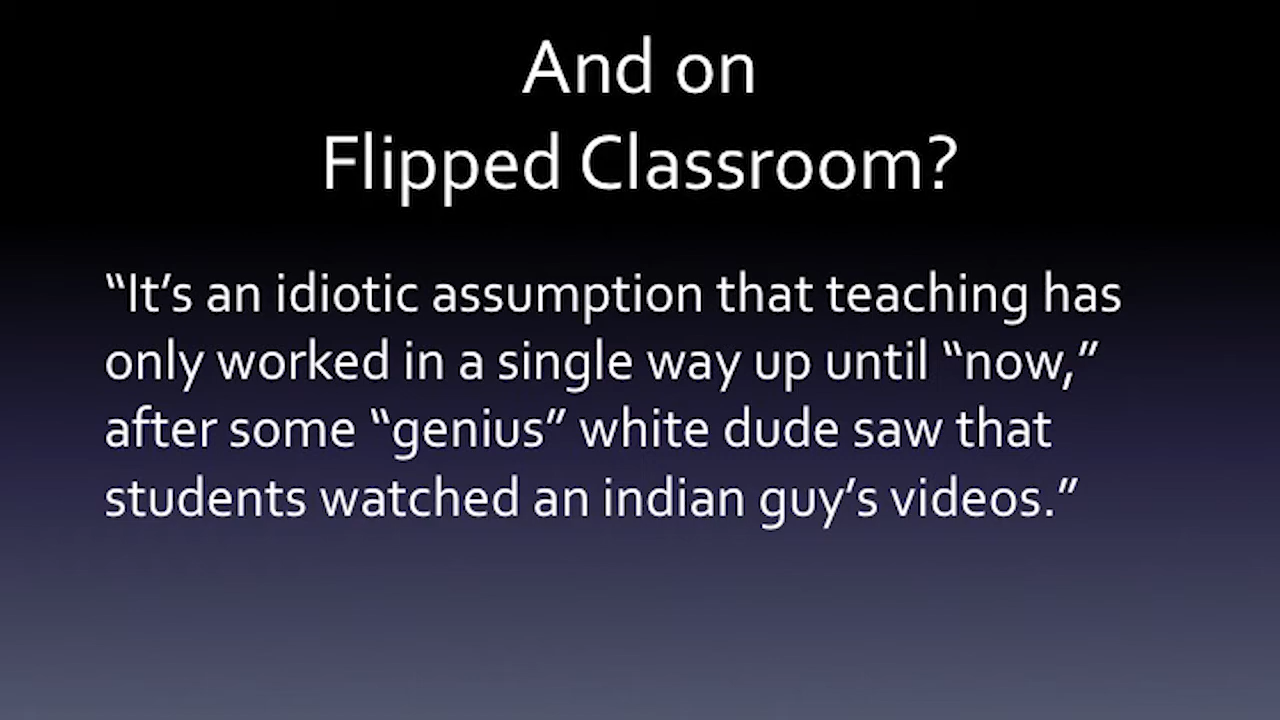 And on
Flipped Classroom?
“It’s an idiotic assumption that teaching has
only worked in a single way up until “now,”
after some “genius” white dude saw that
students watched an indian guy’s videos.”